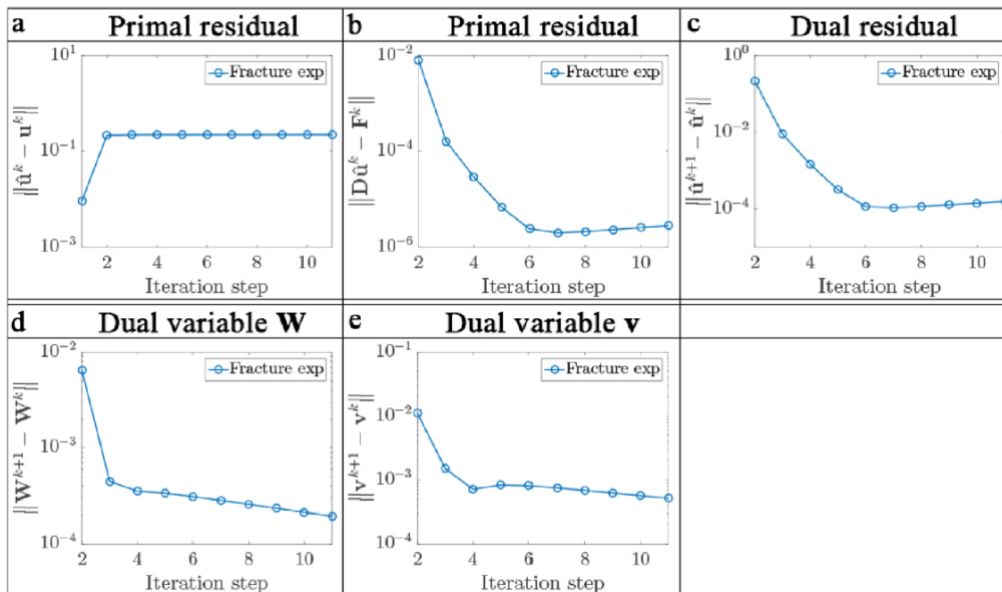 a Primal residual
b Primal residual
c Dual residual
10^1
10^-1
10^-3
‖û^k − u^k‖
Fracture exp
2 4 6 8 10
Iteration step
10^-2
10^-4
10^-6
‖Dû^k − F^k‖
Fracture exp
2 4 6 8 10
Iteration step
10^0
10^-2
10^-4
‖û^{k+1} − û^k‖
Fracture exp
2 4 6 8 10
Iteration step
d Dual variable W
e Dual variable v
10^-2
10^-3
10^-4
‖W^{k+1} − W^k‖
Fracture exp
2 4 6 8 10
Iteration step
10^-1
10^-2
10^-3
10^-4
‖v^{k+1} − v^k‖
Fracture exp
2 4 6 8 10
Iteration step